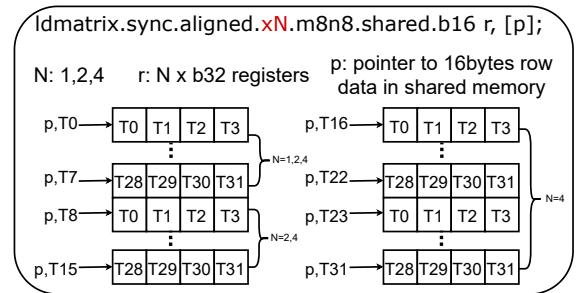 ldmatrix.sync.aligned.xN.m8n8.shared.b16 r, [p];
N: 1,2,4 r: N x b32 registers p: pointer to 16bytes row
data in shared memory
p,T0 T0 T1 T2 T3 p,T16 T0 T1 T2 T3
N=1,2,4
p,T7 T28 T29 T30 T31 p,T22 T28 T29 T30 T31
p,T8 T0 T1 T2 T3 p,T23 T0 T1 T2 T3
N=2,4 N=4
p,T15 T28 T29 T30 T31 p,T31 T28 T29 T30 T31